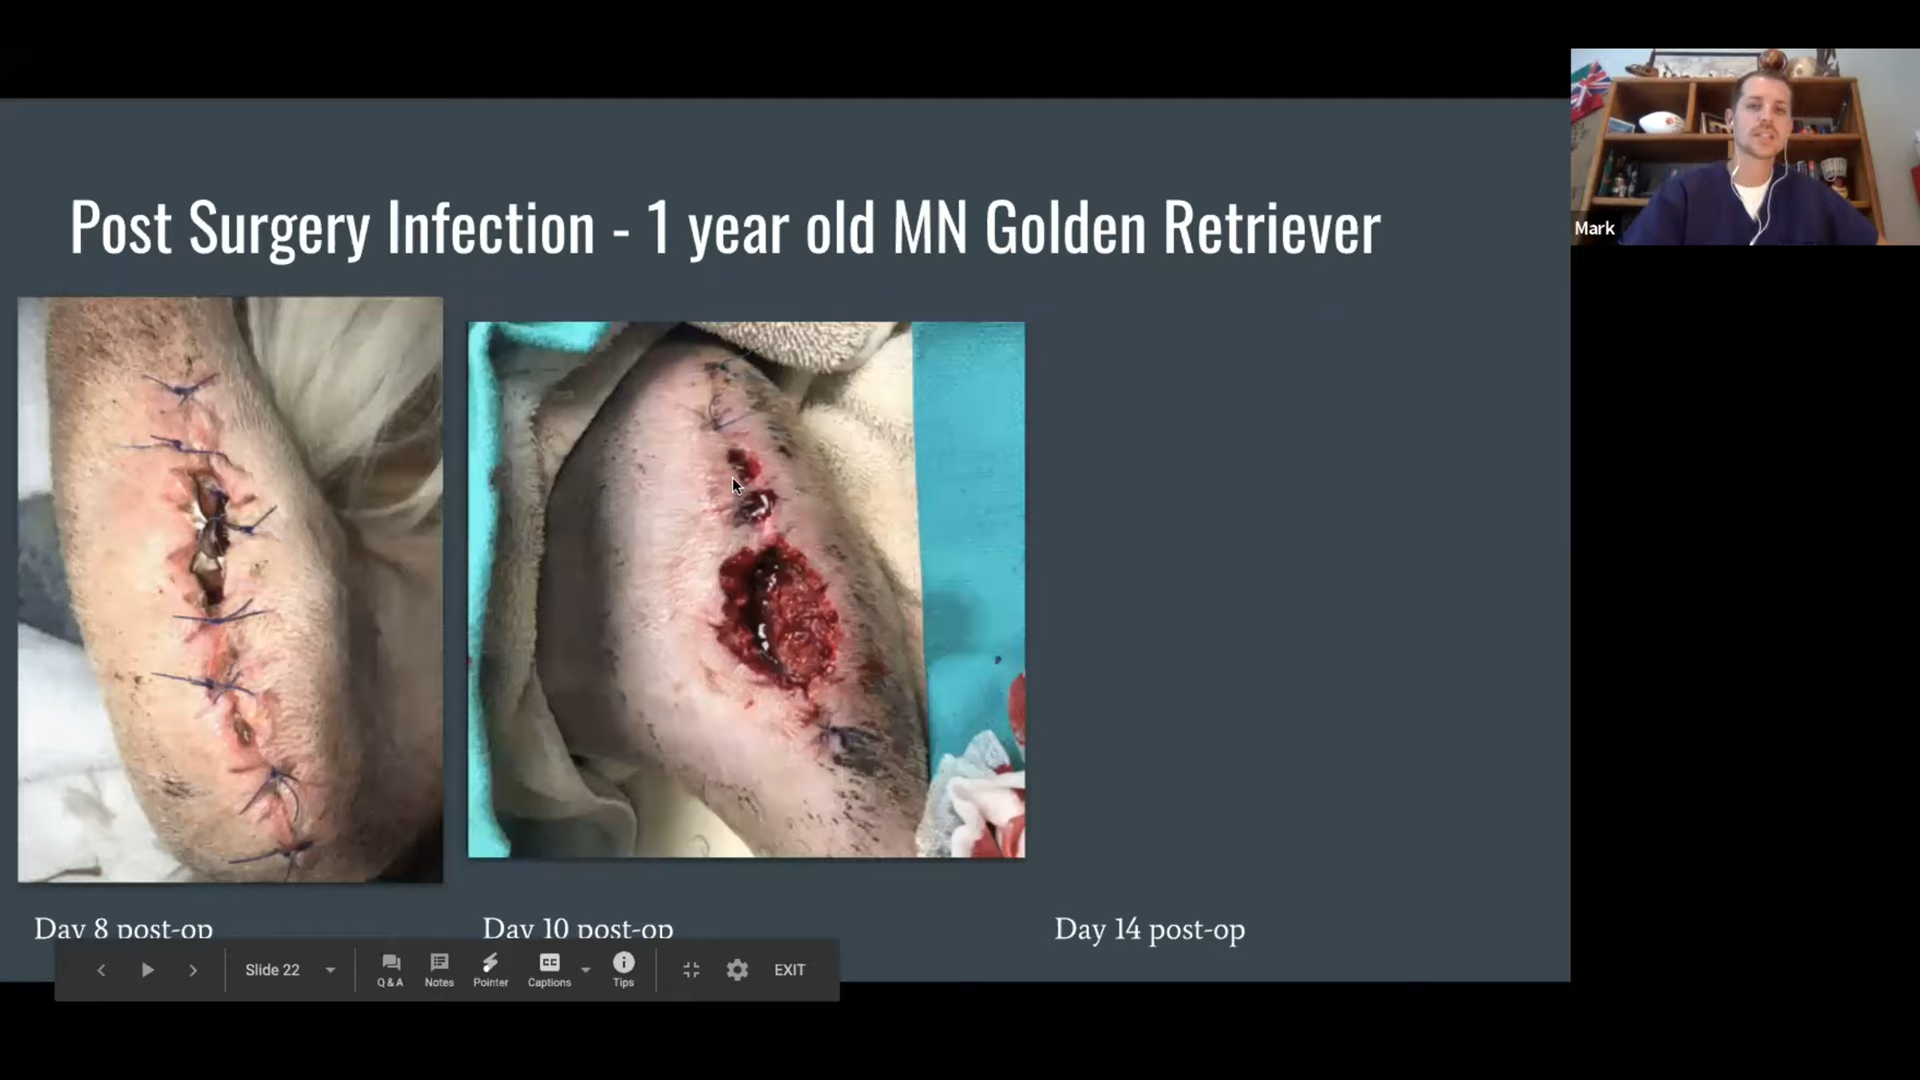 Post Surgery Infection - 1 year old MN Golden Retriever
Mark
Day 8 post-op
Day 10 post-op
Day 14 post-op
Slide 22
Q & A
Notes
Pointer
CC
Captions
Tips
EXIT